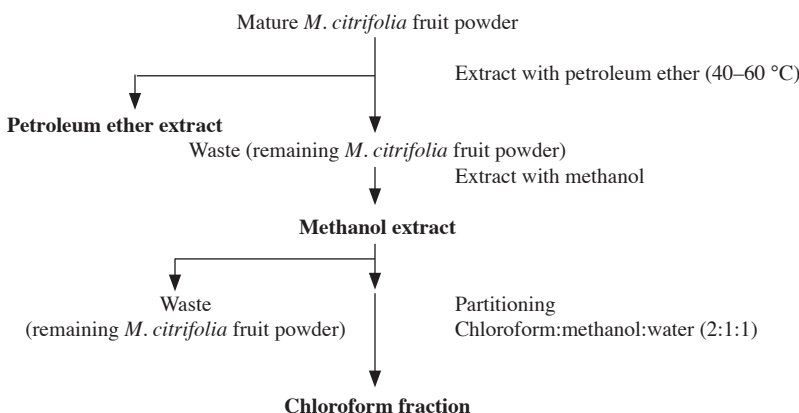 Mature M. citrifolia fruit powder
Extract with petroleum ether (40–60 °C)
Petroleum ether extract
Waste (remaining M. citrifolia fruit powder)
Extract with methanol
Methanol extract
Waste
(remaining M. citrifolia fruit powder)
Partitioning
Chloroform:methanol:water (2:1:1)
Chloroform fraction